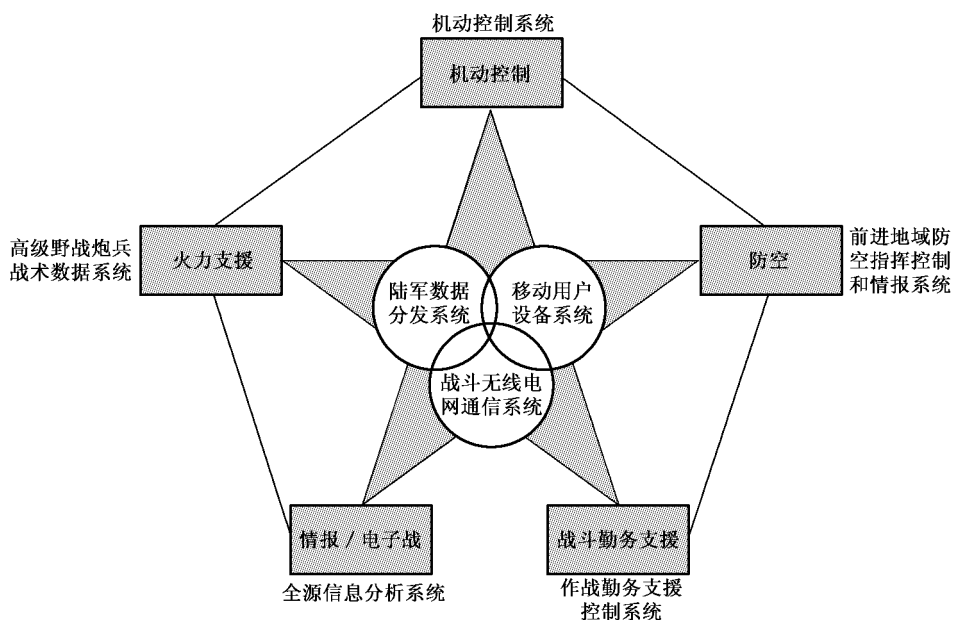 机动控制系统
机动控制
高级野战炮兵
战术数据系统
火力支援
防空
前进地域防
空指挥控制
和情报系统
陆军数据
分发系统
移动用户
设备系统
战斗无线电
网通信系统
情报/电子战
全源信息分析系统
战斗勤务支援
作战勤务支援
控制系统